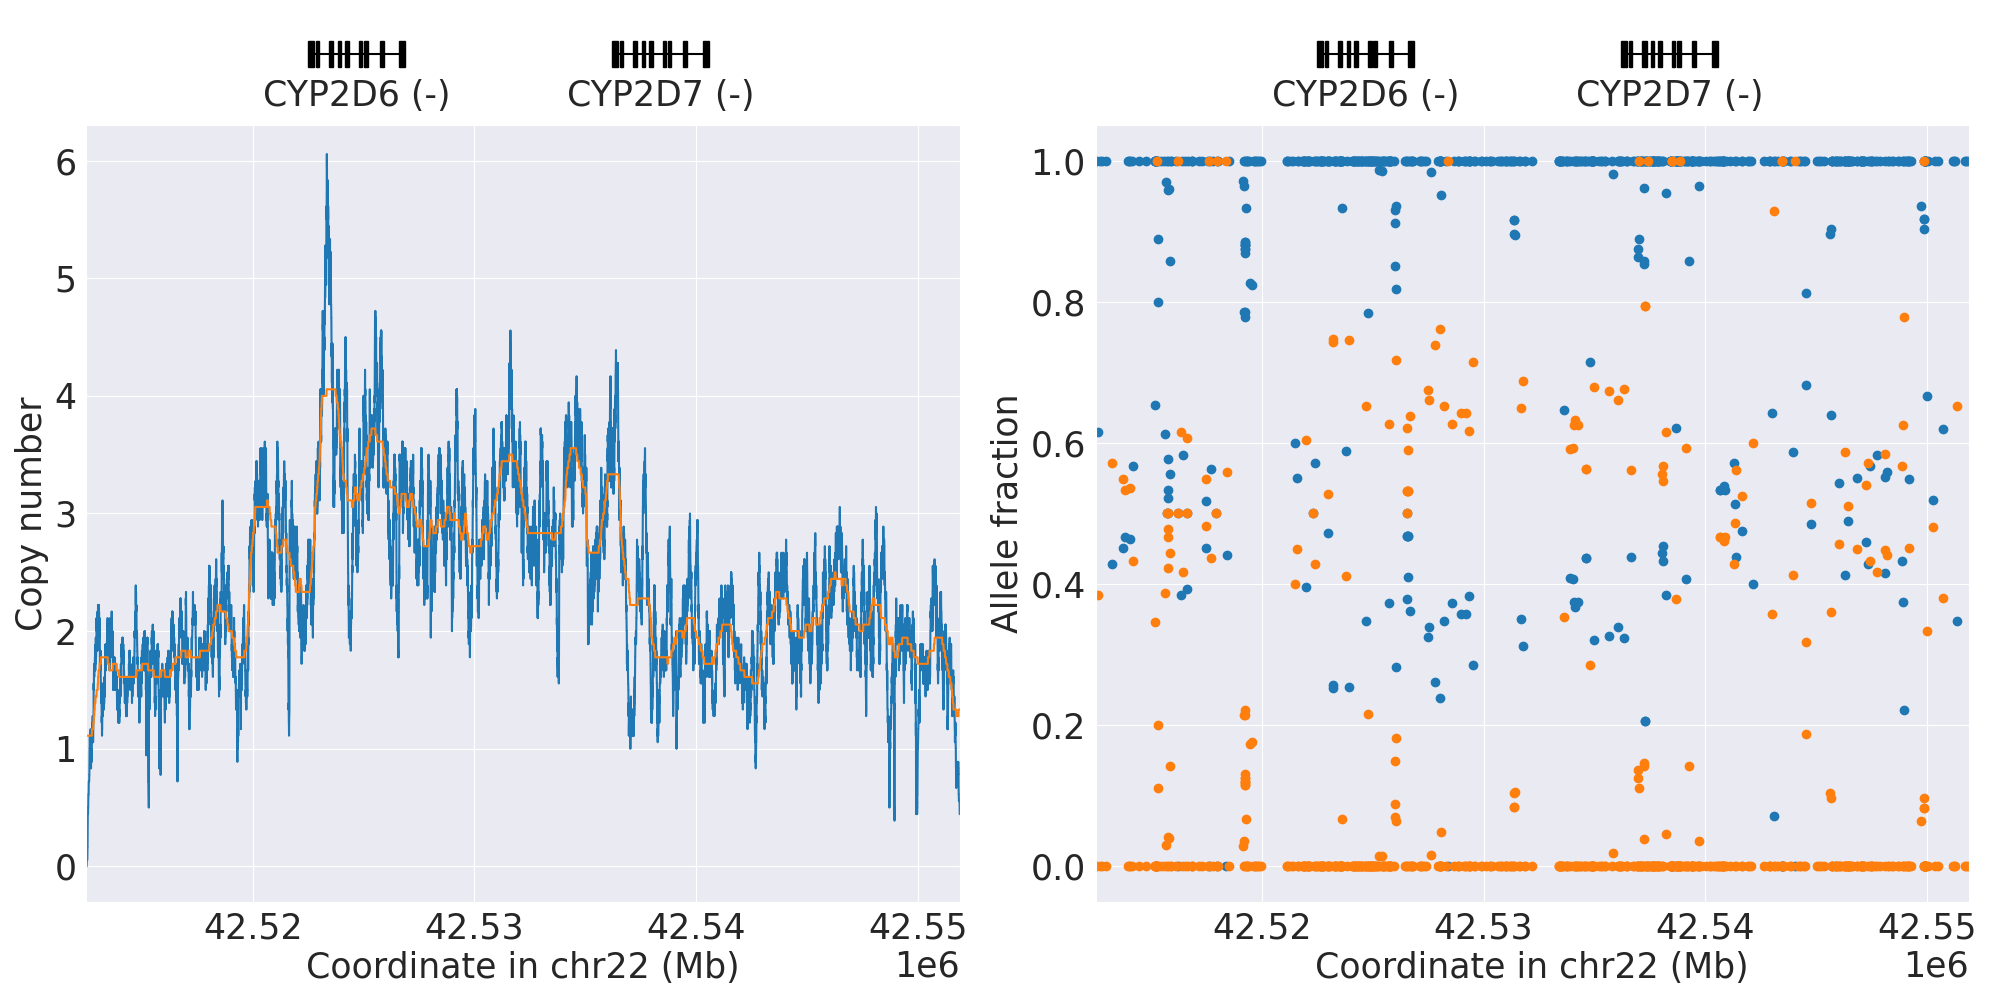 CYP2D6 (-) CYP2D7 (-)
6
5
4
3
2
1
0
Copy number
42.52 42.53 42.54 42.55
Coordinate in chr22 (Mb) 1e6
CYP2D6 (-) CYP2D7 (-)
1.0
0.8
0.6
0.4
0.2
0.0
Allele fraction
42.52 42.53 42.54 42.55
Coordinate in chr22 (Mb) 1e6